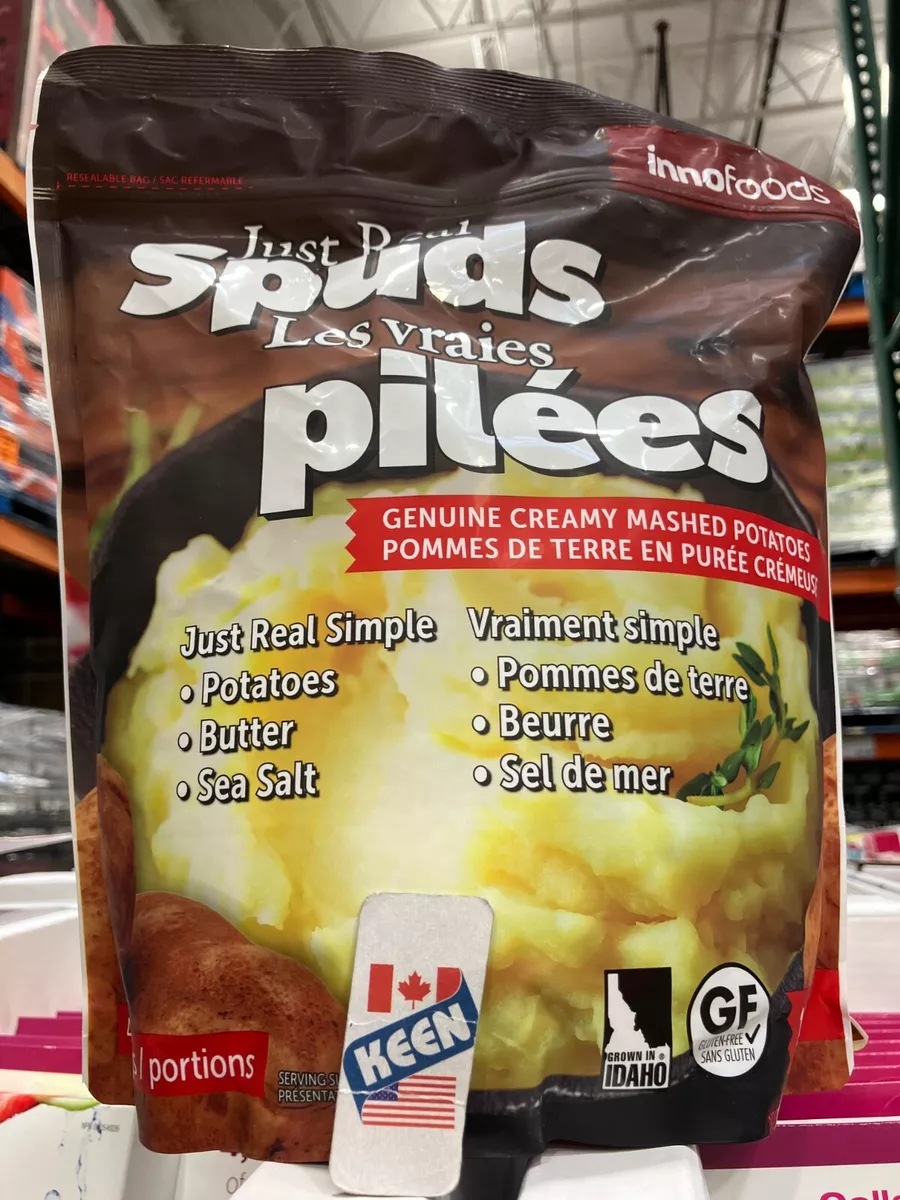 RESEALABLE BAG / SAC REFERMABLE
innofoods
Just Real
Spuds
Les vraies
pilées
GENUINE CREAMY MASHED POTATOES
POMMES DE TERRE EN PURÉE CRÉMEUS
Just Real Simple
• Potatoes
• Butter
• Sea Salt
Vraiment simple
• Pommes de terre
• Beurre
• Sel de mer
/ portions
SERVING
PRÉSENTA
KEEN
GROWN IN
IDAHO®
GF
GLUTEN-FREE
SANS GLUTEN